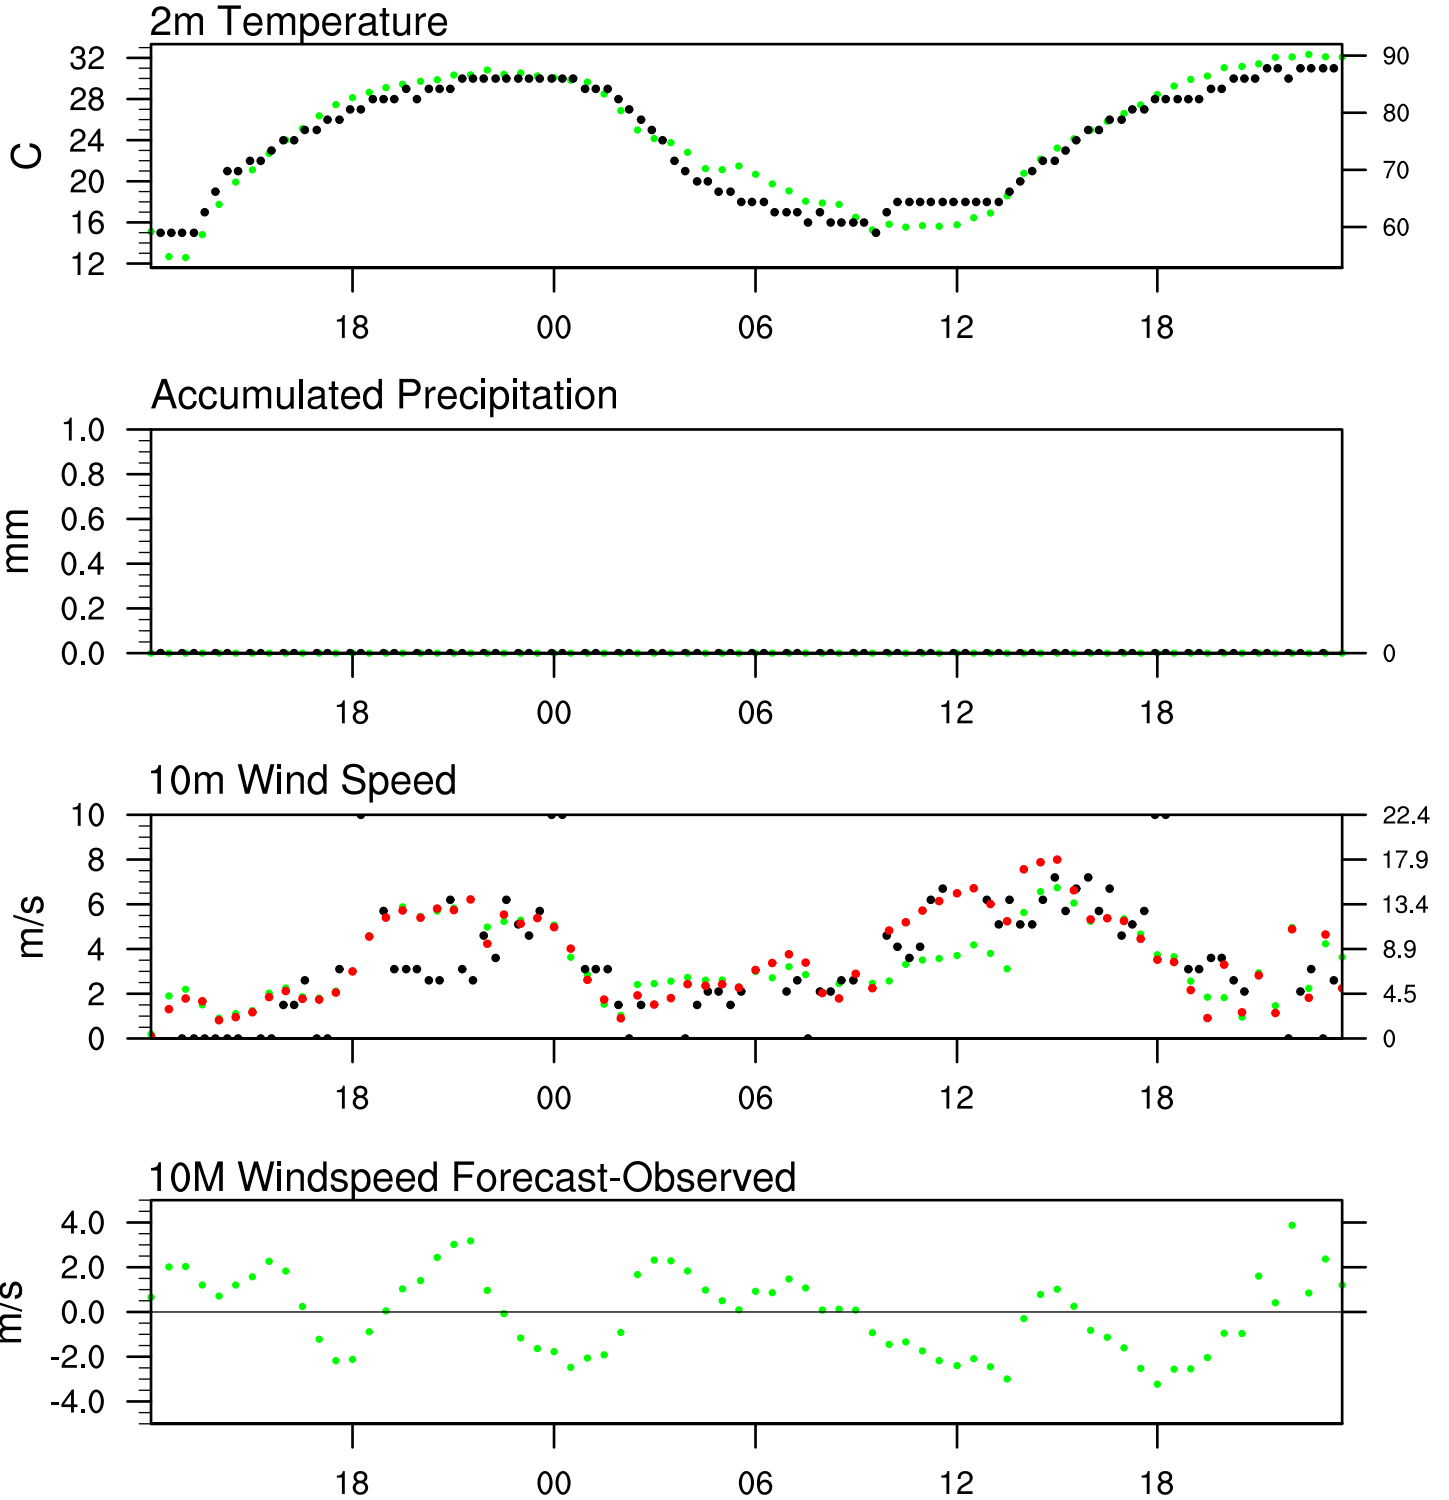 2m Temperature
32 90
28 80
24
C
20 70
16 60
12
18 00 06 12 18
Accumulated Precipitation
1.0
0.8
0.6
mm
0.4
0.2
0.0 0
18 00 06 12 18
10m Wind Speed
10 22.4
8 17.9
6 13.4
m/s
4 8.9
2 4.5
0 0
18 00 06 12 18
10M Windspeed Forecast-Observed
4.0
2.0
0.0
m/s
-2.0
-4.0
18 00 06 12 18